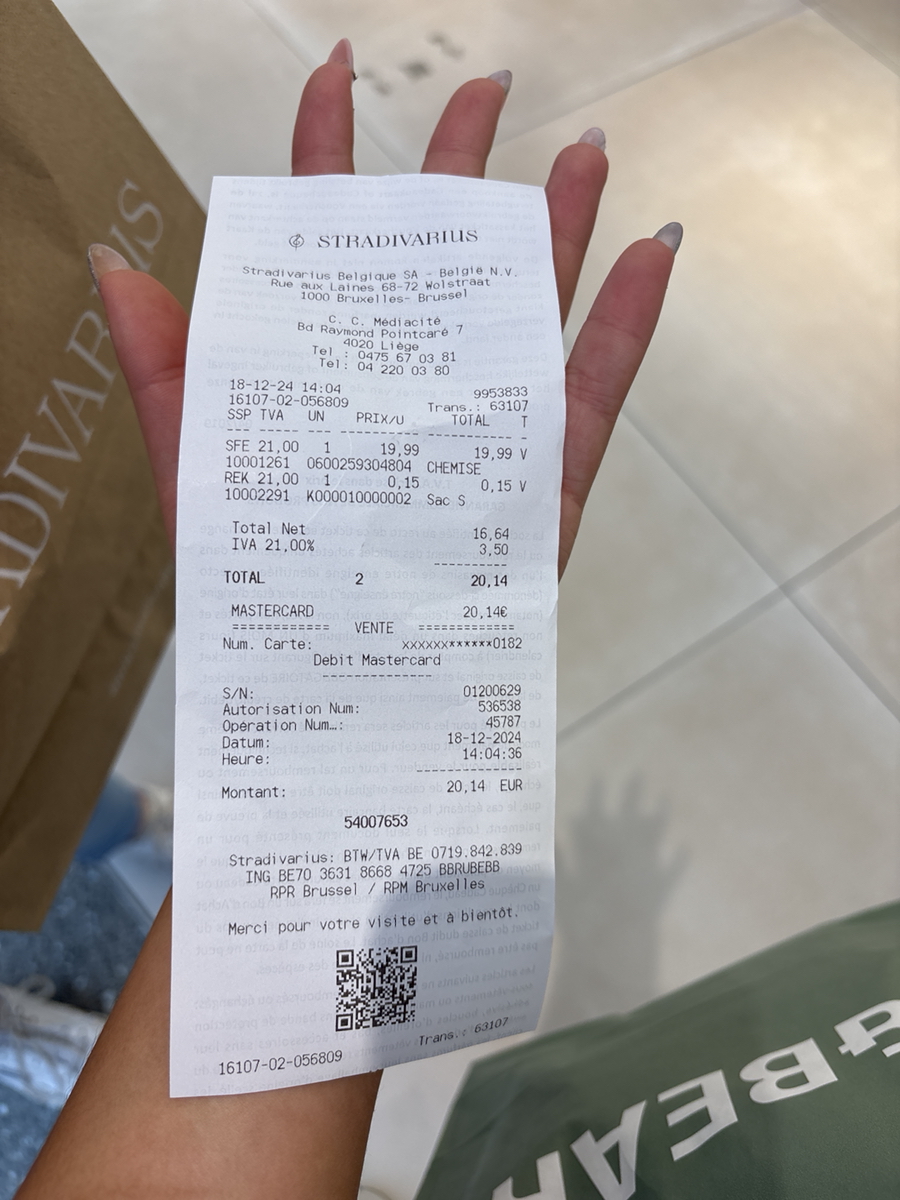 STRADIVARIUS
Stradivarius Belgique SA - België N.V.
Rue aux Laines 68-72 Wolstraat
1000 Bruxelles- Brussel
C. C. Médiacité
Bd Raymond Pointcaré 7
4020 Liège
Tel .: 0475 67 03 81
Tel: 04 220 03 80
18-12-24 14:04 9953833
16107-02-056809 Trans.: 63107
SSP TVA UN PRIX/U TOTAL T
SFE 21,00 1 19,99 19,99 V
10001261 0600259304804 CHEMISE
REK 21,00 1 0,15 0,15 V
10002291 K000010000002 Sac S
Total Net 16,64
IVA 21,00% 3,50
TOTAL 2 20,14
MASTERCARD 20,14€
============ VENTE ============
Num. Carte: xxxxxx******0182
Debit Mastercard
S/N: 01200629
Autorisation Num: 536538
Opération Num…: 45787
Datum: 18-12-2024
Heure: 14:04:36
Montant: 20,14 EUR
54007653
Stradivarius: BTW/TVA BE 0719.842.839
ING BE70 3631 8668 4725 BBRUBEBB
RPR Brussel / RPM Bruxelles
Merci pour votre visite et à bientôt.
Trans.: 63107
16107-02-056809
ADIVARIUS
&BEAR